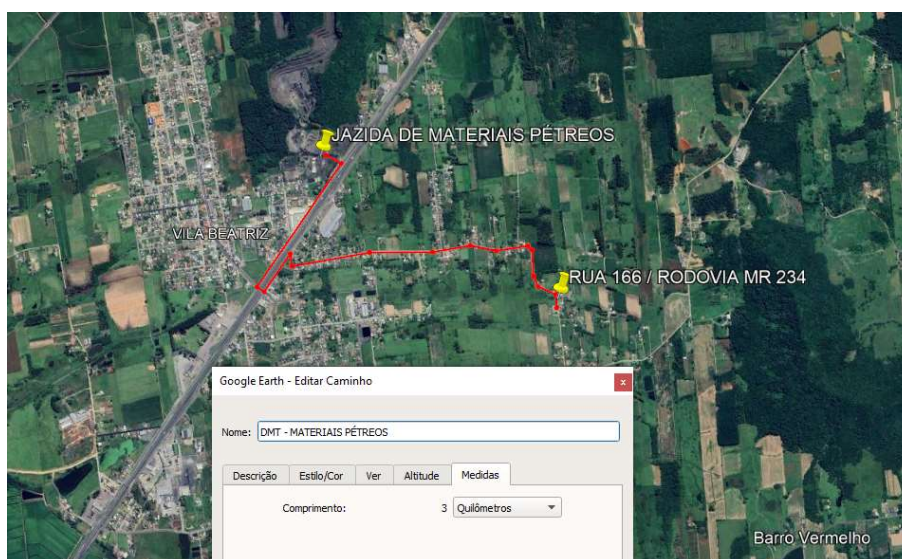 JAZIDA DE MATERIAIS PÉTREOS
VILA BEATRIZ
RUA 166 / RODOVIA MR 234
Google Earth - Editar Caminho
x
Nome: DMT - MATERIAIS PÉTREOS
Descrição Estilo/Cor Ver Altitude Medidas
Comprimento: 3 Quilômetros
Barro Vermelho